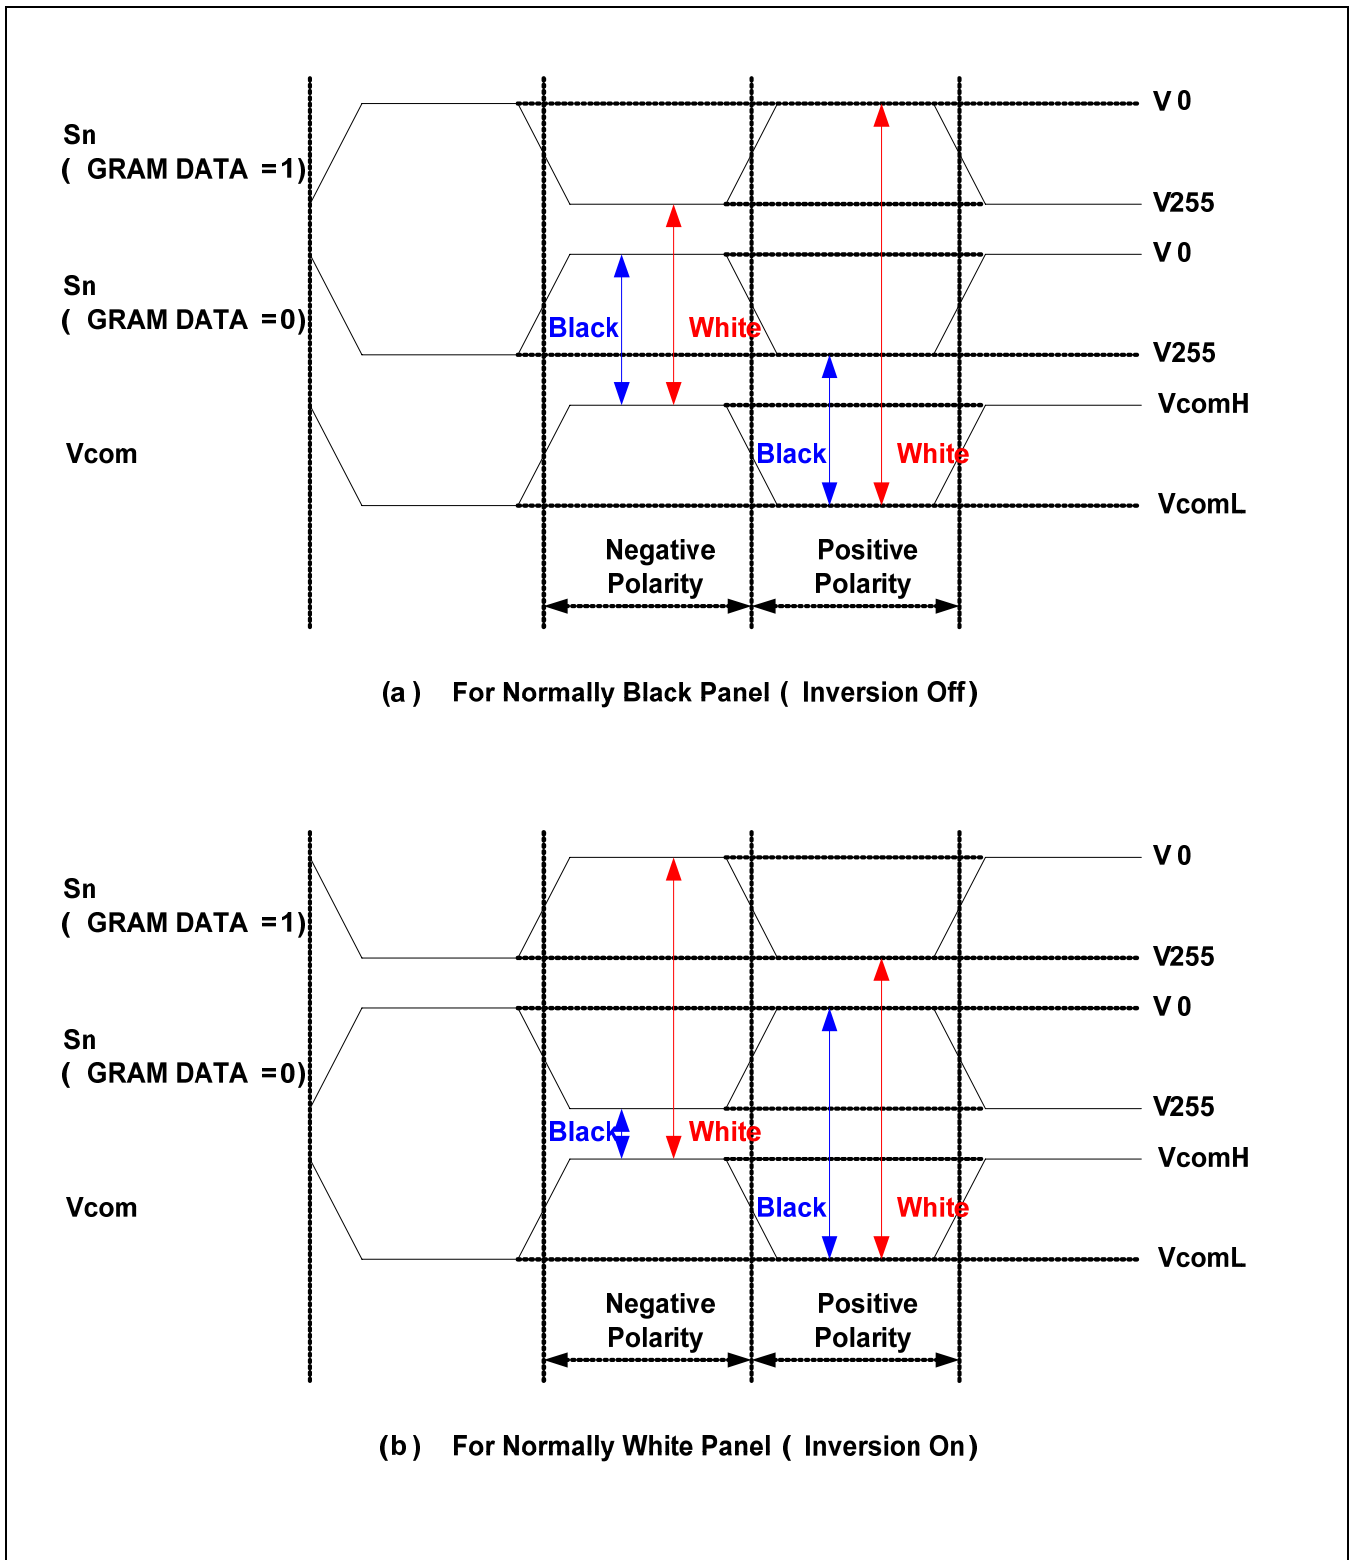 V 0
Sn
( GRAM DATA =1)
V255
V 0
Sn
( GRAM DATA =0)
Black White
V255
VcomH
Vcom
Black White
VcomL
Negative Positive
Polarity Polarity
(a) For Normally Black Panel ( Inversion Off)
V 0
Sn
( GRAM DATA =1)
V255
V 0
Sn
( GRAM DATA =0)
V255
Black White
VcomH
Vcom
Black White
VcomL
Negative Positive
Polarity Polarity
(b) For Normally White Panel ( Inversion On)